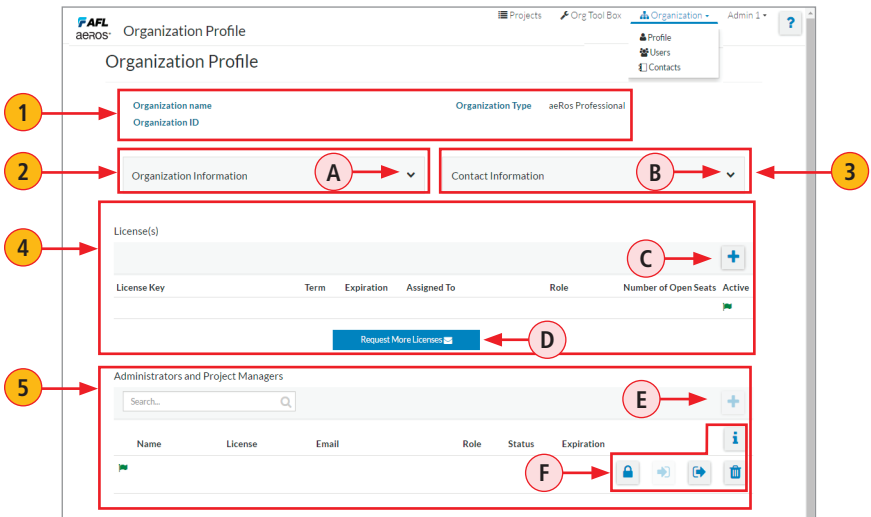 Projects Org Tool Box Organization Admin 1 ?
AFL
aeros Organization Profile
Profile
Users
Contacts
Organization Profile
1
Organization name Organization Type aeRos Professional
Organization ID
2 Organization Information A Contact Information B 3
4
License(s)
C +
License Key Term Expiration Assigned To Role Number of Open Seats Active
Request More Licenses D
5
Administrators and Project Managers
Search... E +
Name License Email Role Status Expiration i
F